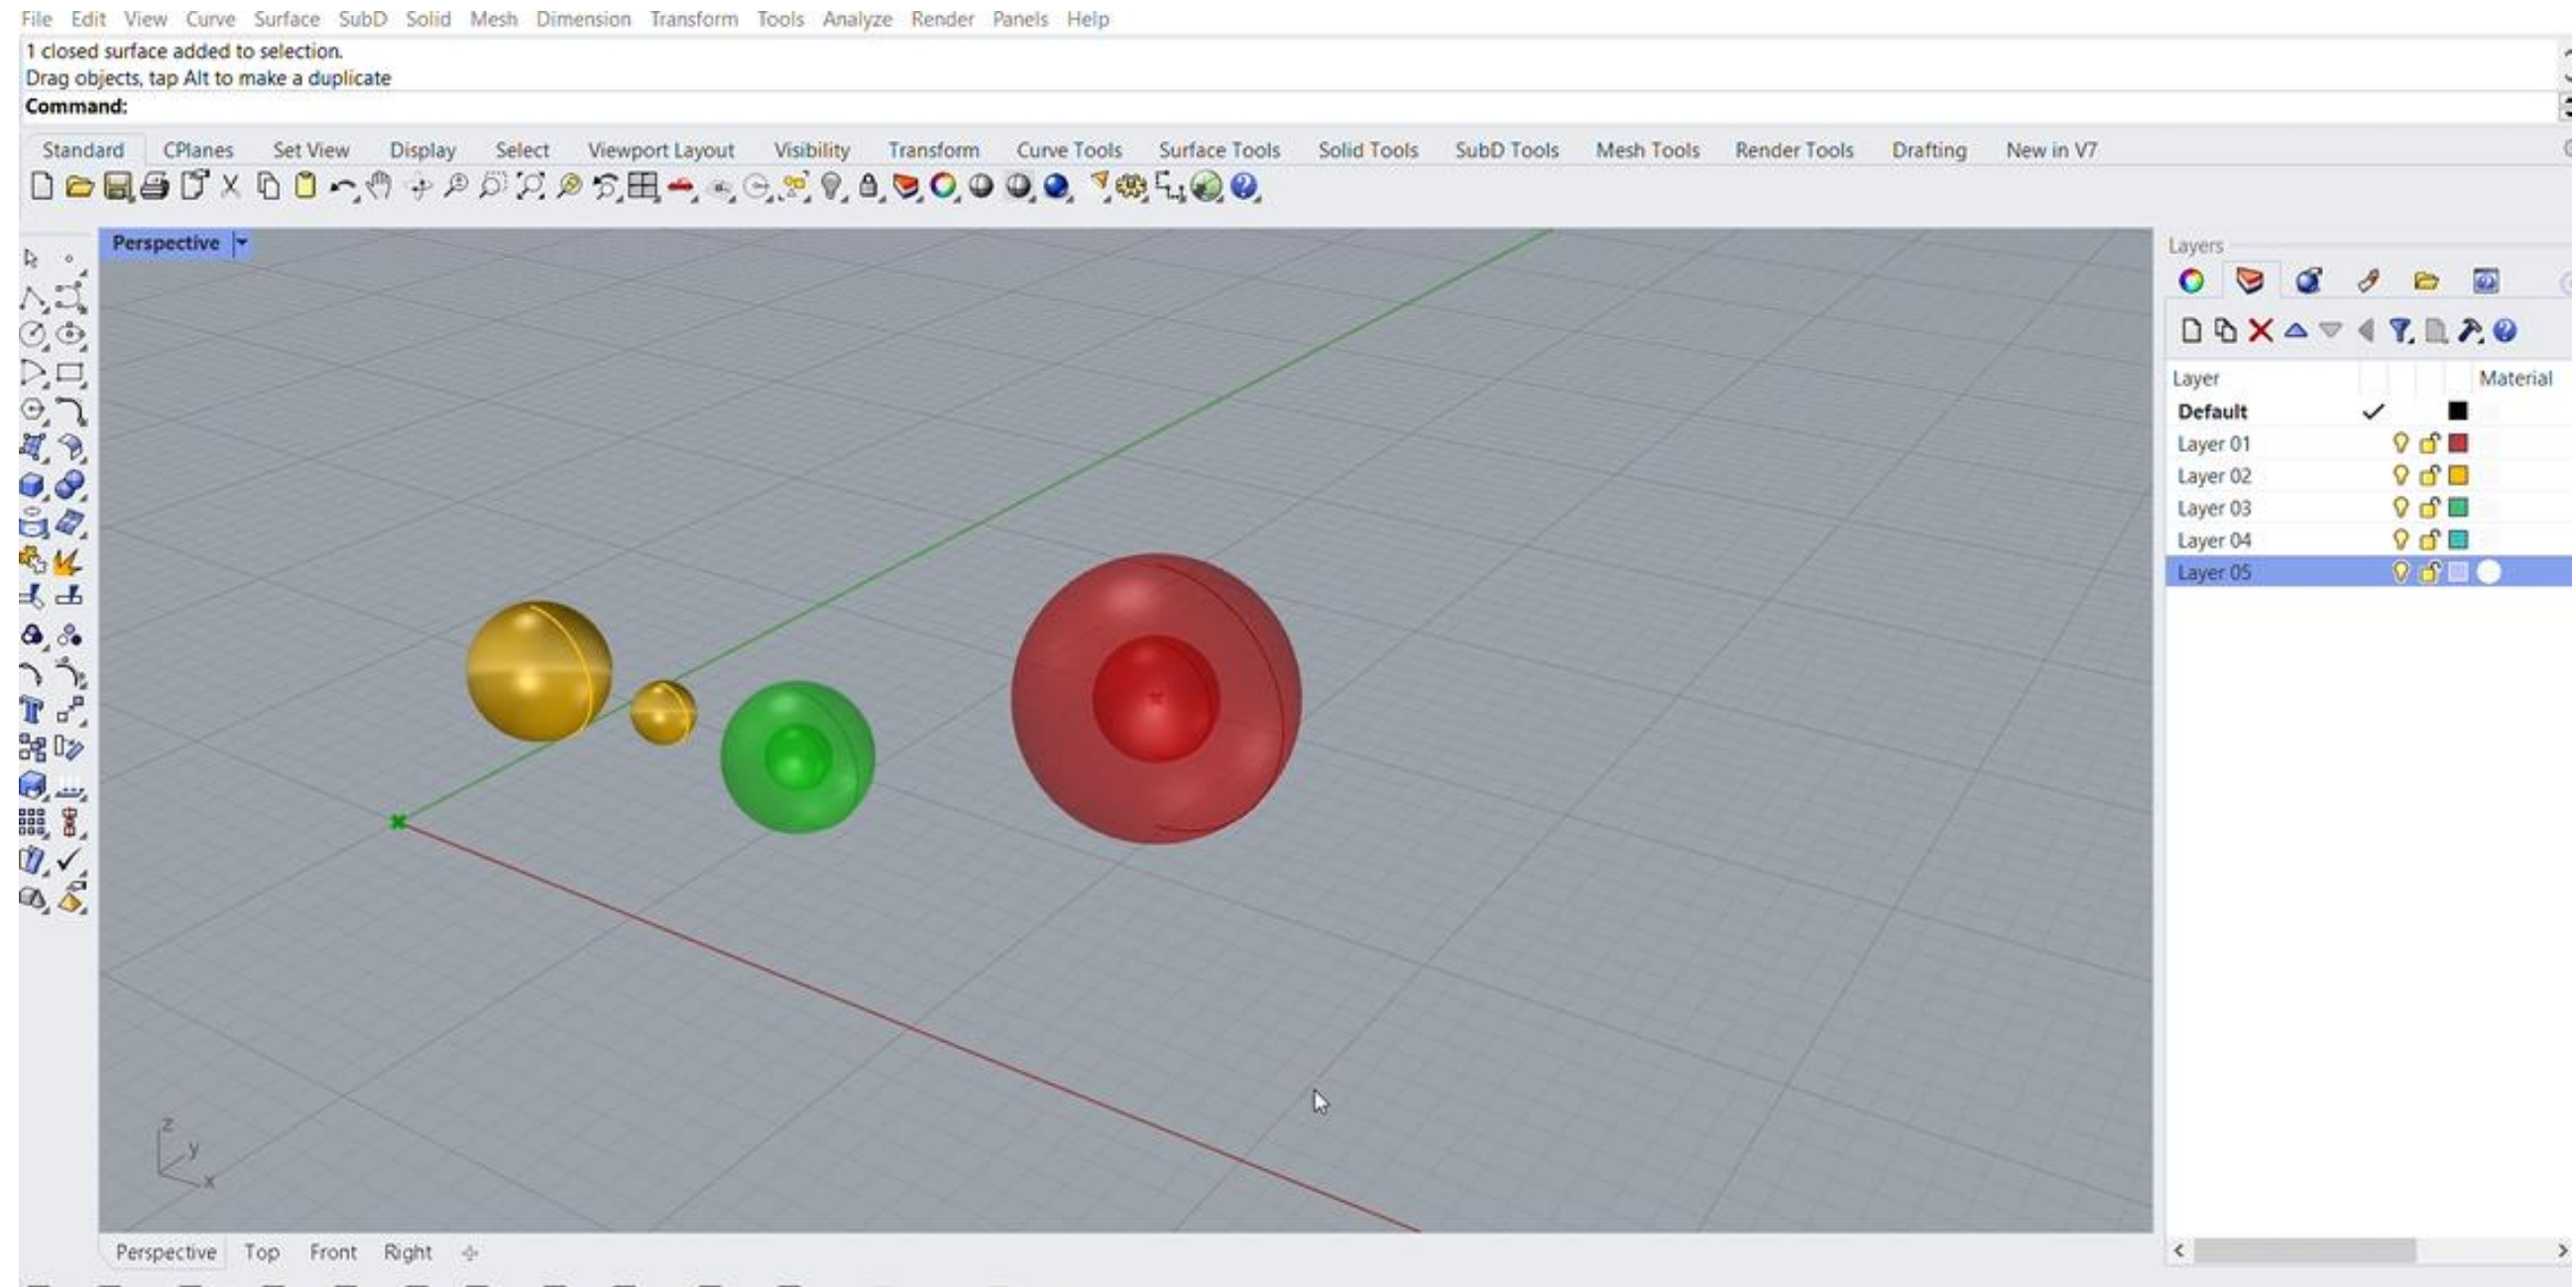 File Edit View Curve Surface SubD Solid Mesh Dimension Transform Tools Analyze Render Panels Help
1 closed surface added to selection.
Drag objects, tap Alt to make a duplicate
Command:
Standard CPlanes Set View Display Select Viewport Layout Visibility Transform Curve Tools Surface Tools Solid Tools SubD Tools Mesh Tools Render Tools Drafting New in V7
Perspective
Layers
Layer Material
Default
Layer 01
Layer 02
Layer 03
Layer 04
Layer 05
z
y
x
Perspective Top Front Right